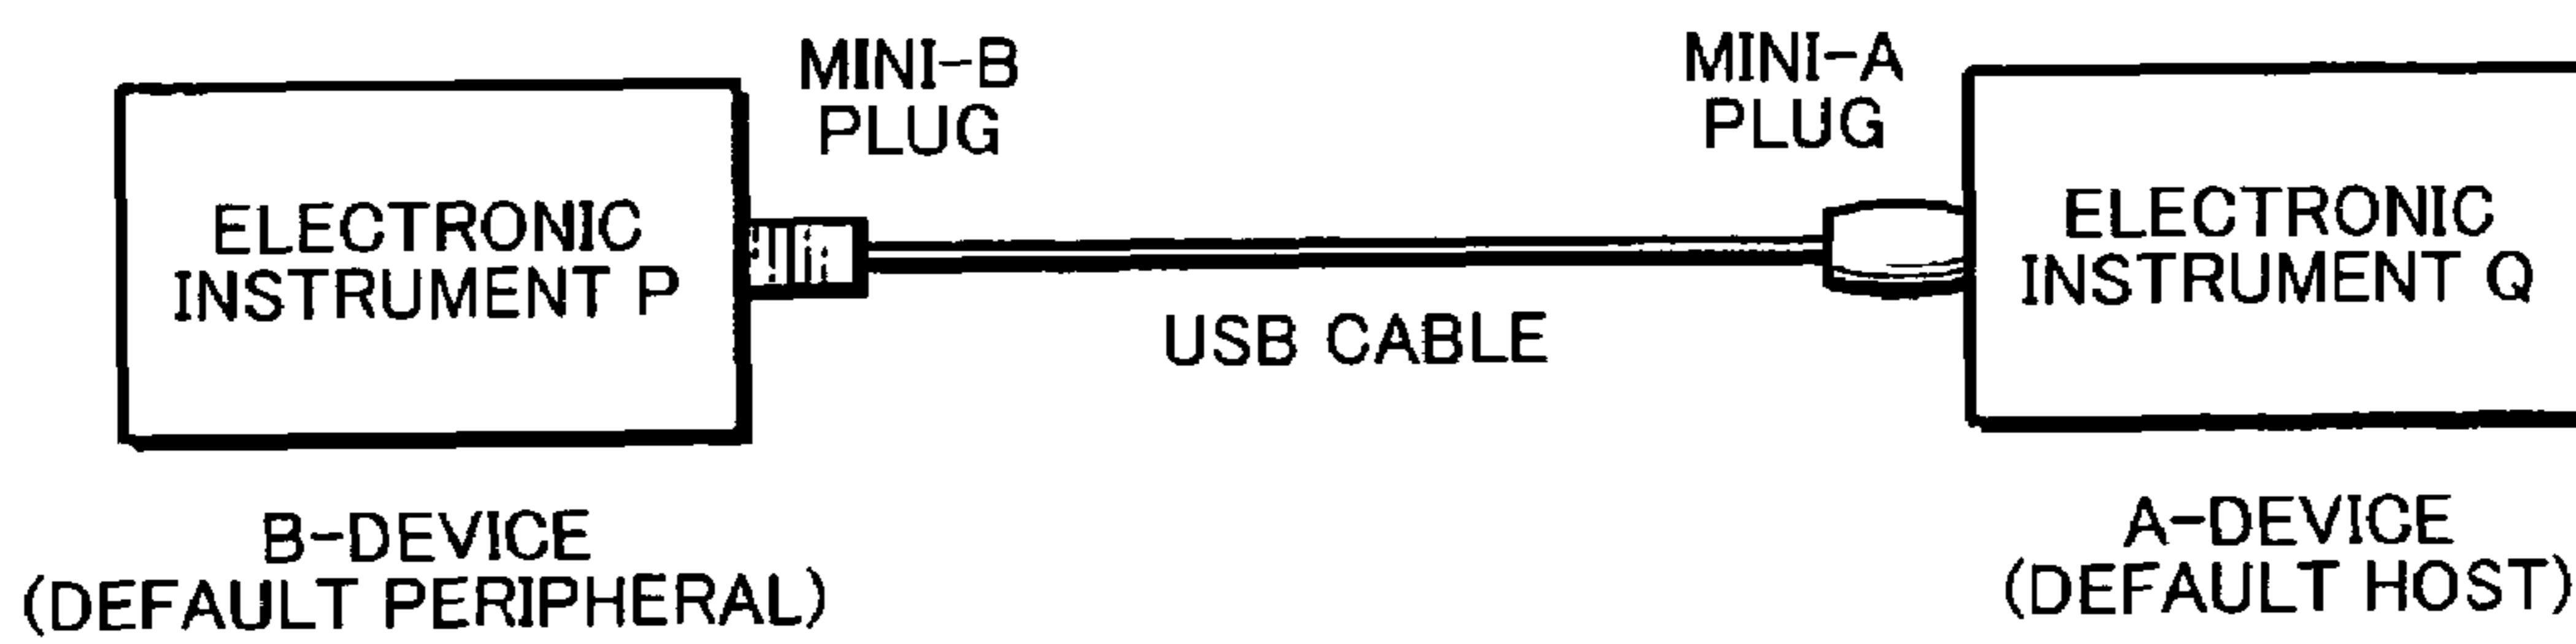 MINI-B
PLUG
MINI-A
PLUG
ELECTRONIC
INSTRUMENT P
ELECTRONIC
INSTRUMENT Q
USB CABLE
B-DEVICE
(DEFAULT PERIPHERAL)
A-DEVICE
(DEFAULT HOST)